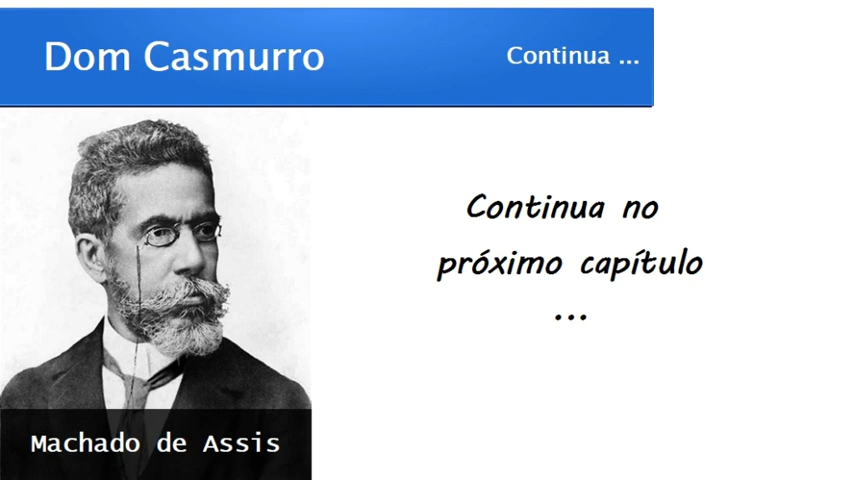 Dom Casmurro
Continua ...
Continua no
próximo capítulo
...
Machado de Assis